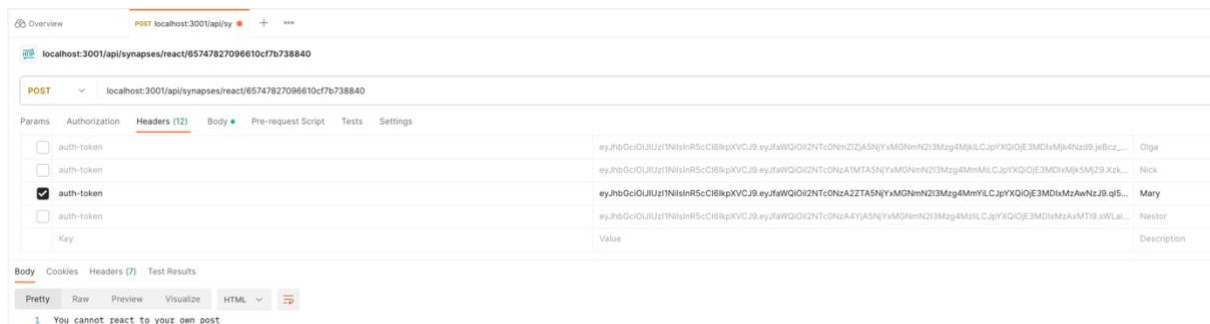 Overview POST localhost:3001/api/sy + ooo
HTTP localhost:3001/api/synapses/react/65747827096610cf7b738840
POST localhost:3001/api/synapses/react/65747827096610cf7b738840
Params Authorization Headers (12) Body Pre-request Script Tests Settings
auth-token Olga
auth-token Nick
auth-token Mary
auth-token Nestor
Key Value Description
Body Cookies Headers (7) Test Results
Pretty Raw Preview Visualize HTML
1 You cannot react to your own post